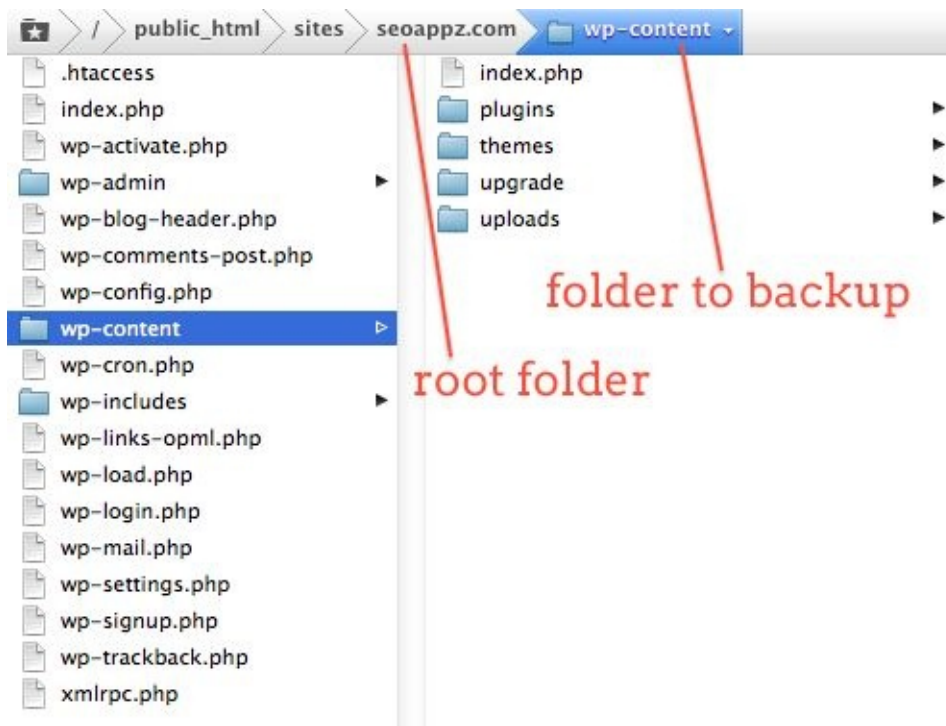 / public_html sites seoappz.com wp-content
.htaccess
index.php
wp-activate.php
wp-admin
wp-blog-header.php
wp-comments-post.php
wp-config.php
wp-content
wp-cron.php
wp-includes
wp-links-opml.php
wp-load.php
wp-login.php
wp-mail.php
wp-settings.php
wp-signup.php
wp-trackback.php
xmlrpc.php
index.php
plugins
themes
upgrade
uploads
folder to backup
root folder